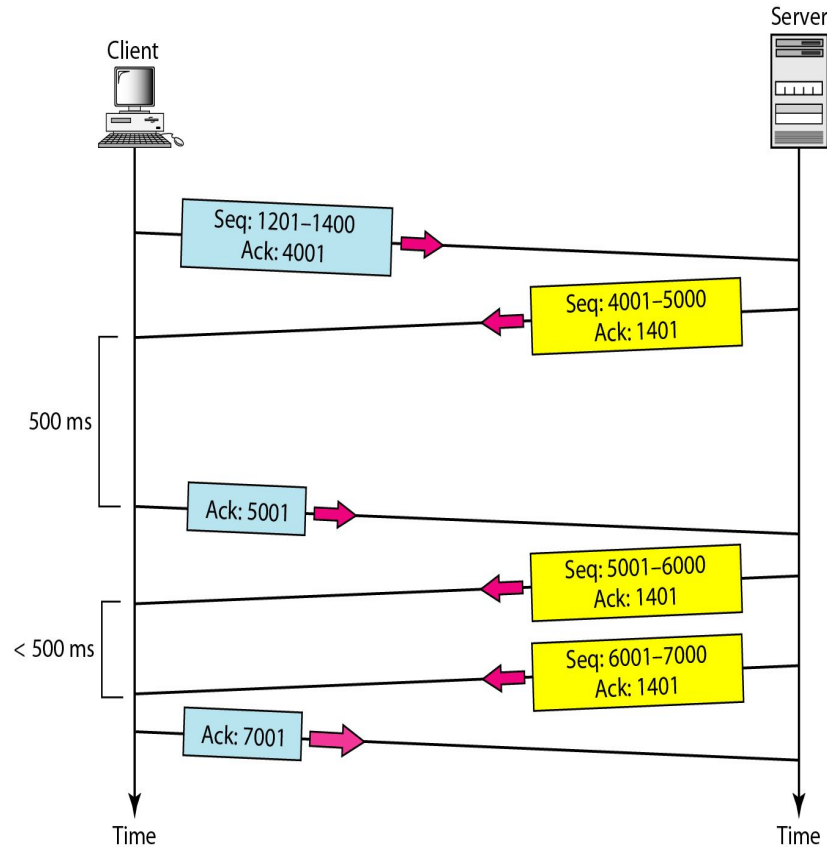 Server
Client
Seq: 1201–1400
Ack: 4001
Seq: 4001–5000
Ack: 1401
500 ms
Ack: 5001
Seq: 5001–6000
Ack: 1401
< 500 ms
Seq: 6001–7000
Ack: 1401
Ack: 7001
Time
Time